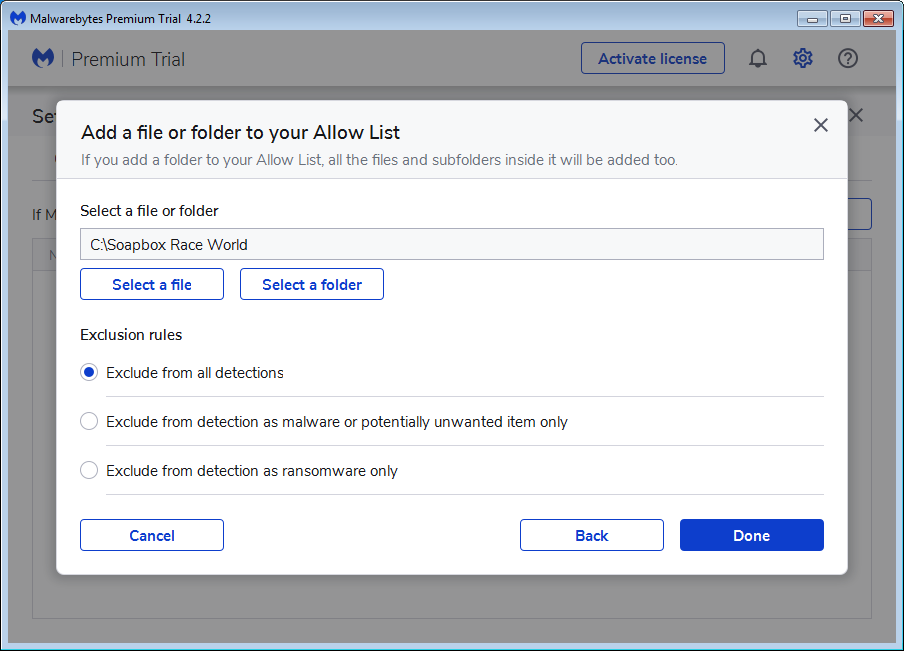 Malwarebytes Premium Trial 4.2.2
Premium Trial
Activate license
Se
Add a file or folder to your Allow List
If you add a folder to your Allow List, all the files and subfolders inside it will be added too.
If M
Select a file or folder
C:\Soapbox Race World
Select a file
Select a folder
Exclusion rules
Exclude from all detections
Exclude from detection as malware or potentially unwanted item only
Exclude from detection as ransomware only
Cancel
Back
Done